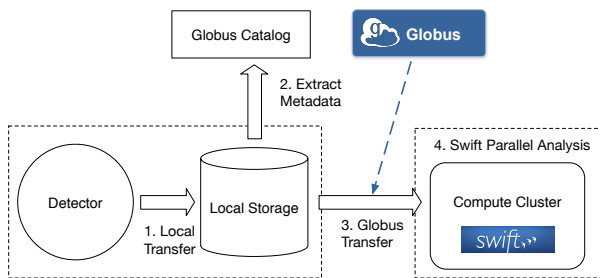 Globus Catalog
g Globus
2. Extract
Metadata
4. Swift Parallel Analysis
Detector
Local Storage
Compute Cluster
1. Local
Transfer
3. Globus
Transfer
swift